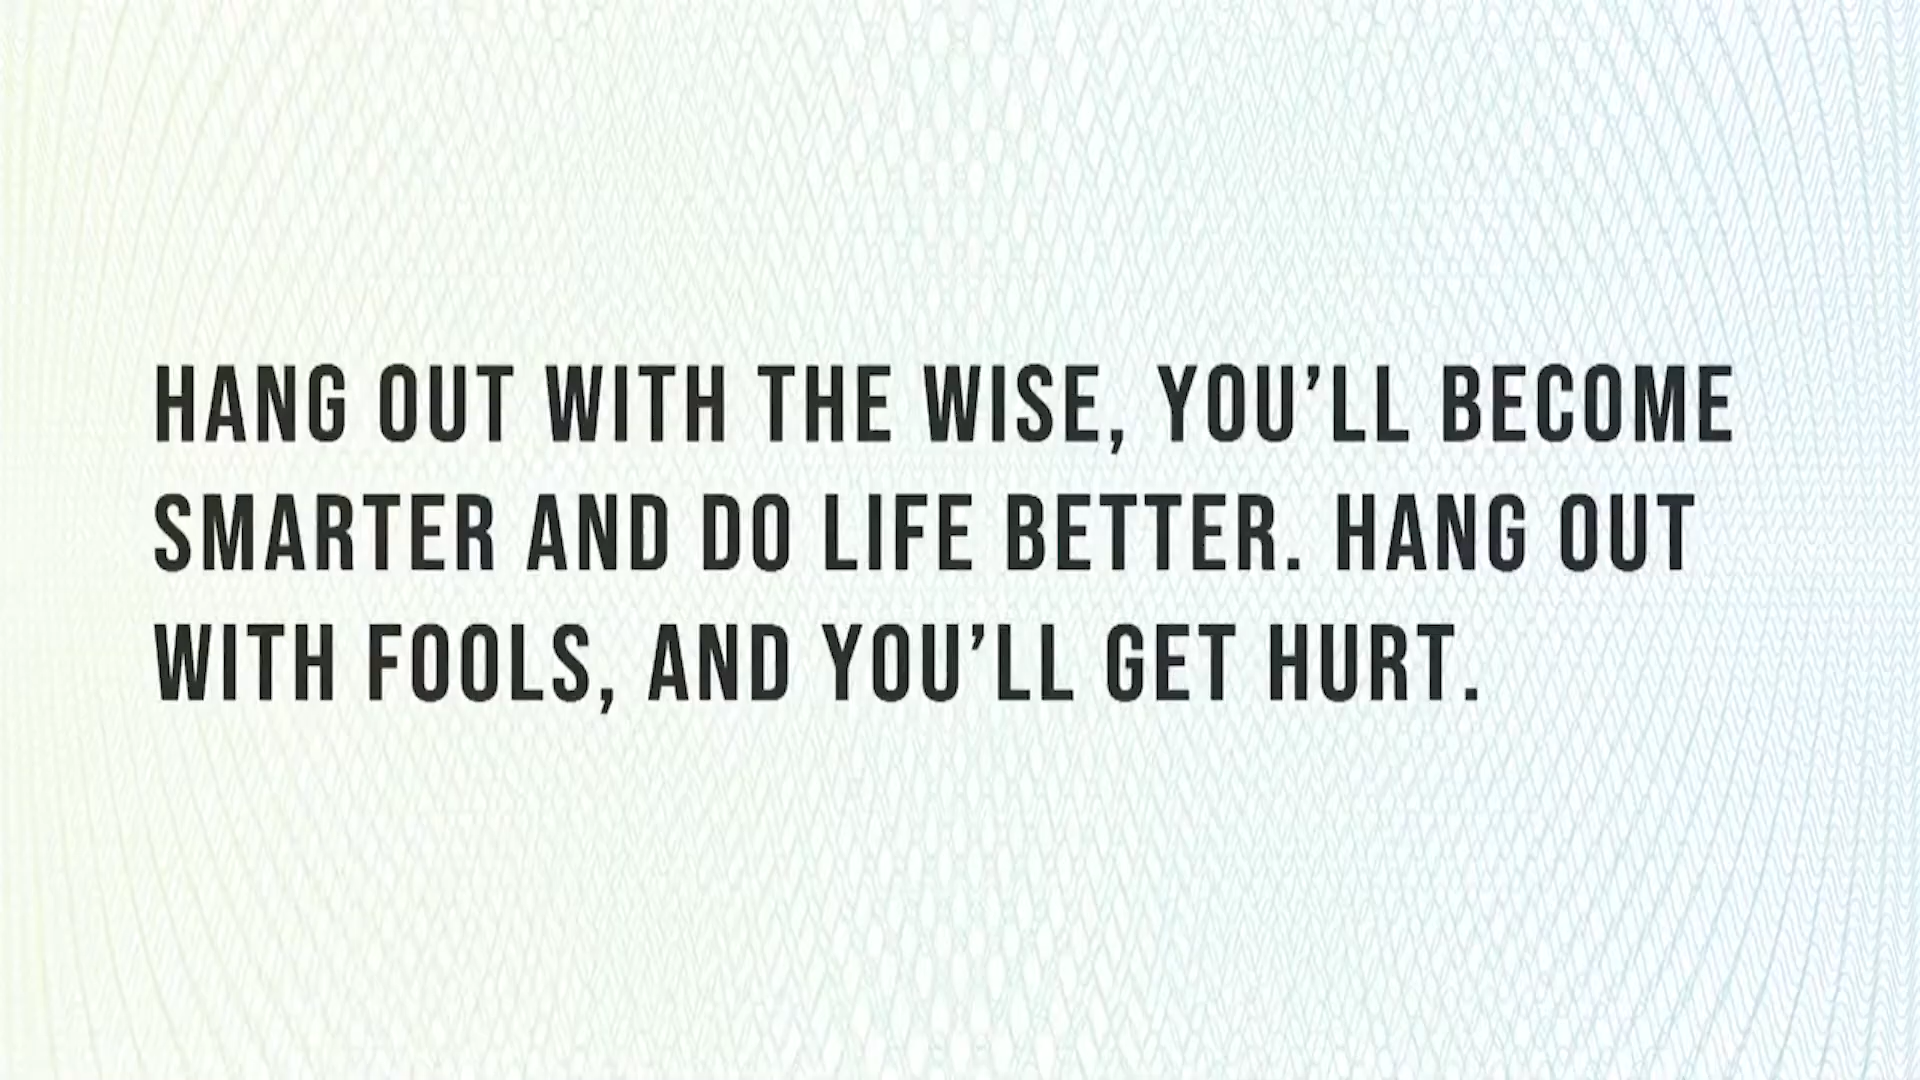 HANG OUT WITH THE WISE, YOU’LL BECOME
SMARTER AND DO LIFE BETTER. HANG OUT
WITH FOOLS, AND YOU’LL GET HURT.